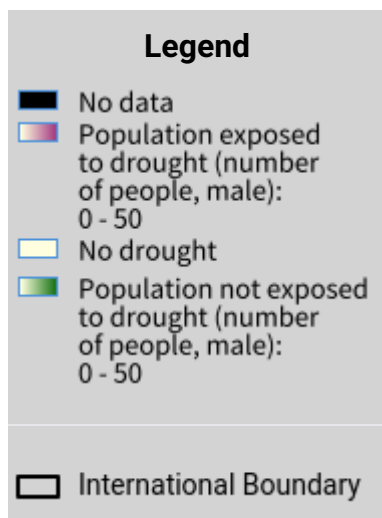 Legend
No data
Population exposed
to drought (number
of people, male):
0 - 50
No drought
Population not exposed
to drought (number
of people, male):
0 - 50
International Boundary